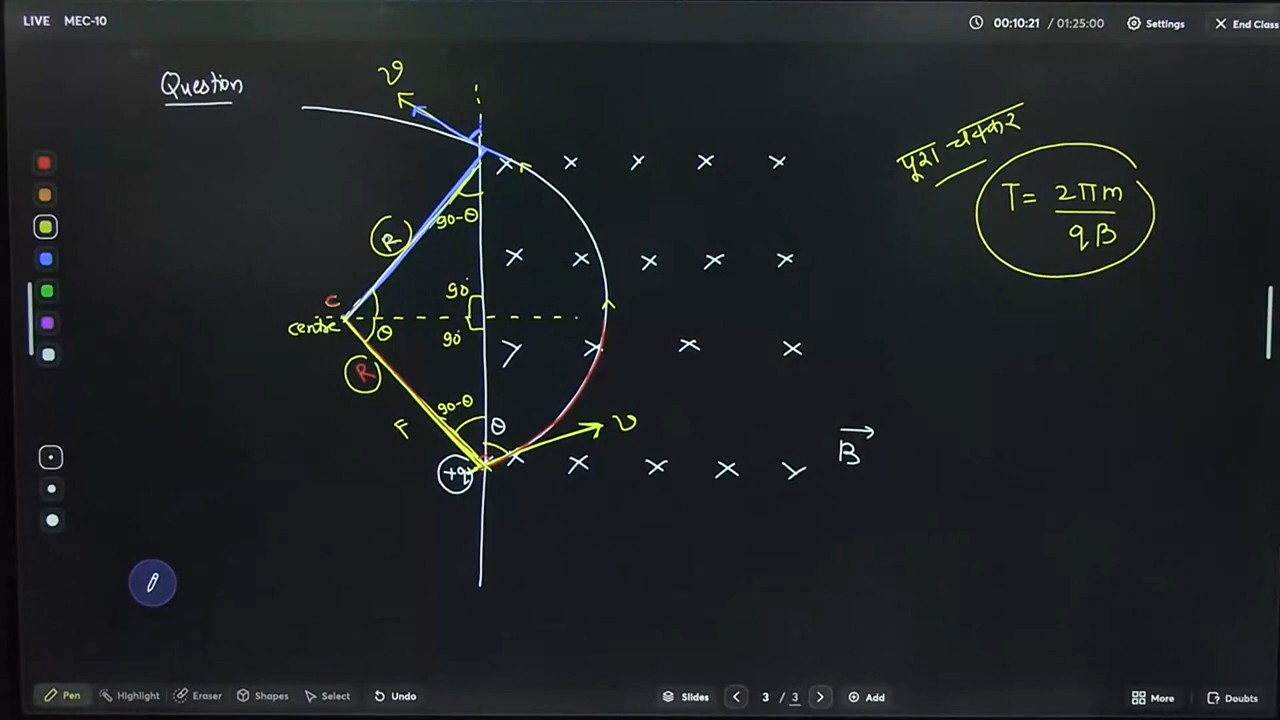 LIVE MEC-10
00:10:21 / 01:25:00 Settings End Class
Question
v
पूरा चक्कर
T = 2πm / qB
R
90-θ
90°
C
centre
θ
90°
R
90-θ
θ
F
v
+q
B
Pen Highlight Eraser Shapes Select Undo Slides 3 / 3 Add More Doubts